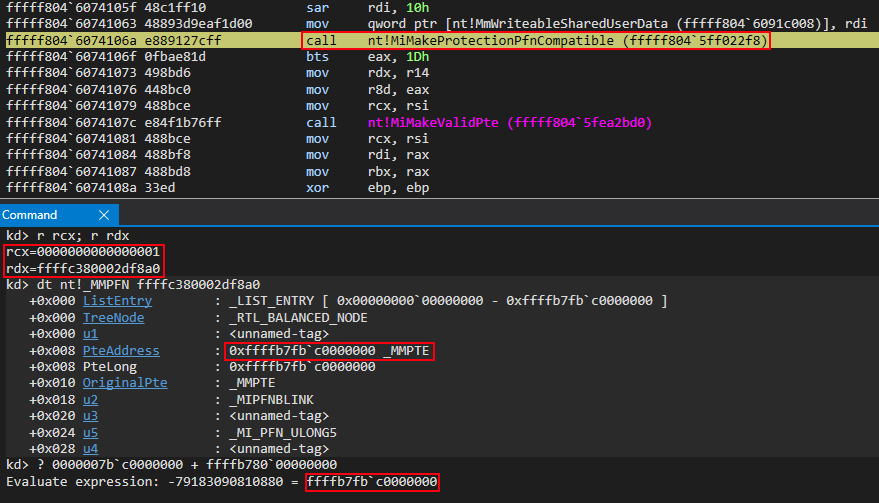 fffff804`6074105f 48c1ff10 sar rdi, 10h
fffff804`60741063 48893d9eaf1d00 mov qword ptr [nt!MmWriteableSharedUserData (fffff804`6091c008)], rdi
fffff804`6074106a e889127cff call nt!MiMakeProtectionPfnCompatible (fffff804`5ff022f8)
fffff804`6074106f 0fbae81d bts eax, 1Dh
fffff804`60741073 498bd6 mov rdx, r14
fffff804`60741076 448bc0 mov r8d, eax
fffff804`60741079 488bce mov rcx, rsi
fffff804`6074107c e84f1b76ff call nt!MiMakeValidPte (fffff804`5fea2bd0)
fffff804`60741081 488bce mov rcx, rsi
fffff804`60741084 488bf8 mov rdi, rax
fffff804`60741087 488bd8 mov rbx, rax
fffff804`6074108a 33ed xor ebp, ebp
Command ×
kd> r rcx; r rdx
rcx=0000000000000001
rdx=ffffc380002df8a0
kd> dt nt!_MMPFN ffffc380002df8a0
+0x000 ListEntry : _LIST_ENTRY [ 0x00000000`00000000 - 0xffffb7fb`c0000000 ]
+0x000 TreeNode : _RTL_BALANCED_NODE
+0x000 u1 : <unnamed-tag>
+0x008 PteAddress : 0xffffb7fb`c0000000 _MMPTE
+0x008 PteLong : 0xffffb7fb`c0000000
+0x010 OriginalPte : _MMPTE
+0x018 u2 : _MIPFNBLINK
+0x020 u3 : <unnamed-tag>
+0x024 u5 : _MI_PFN_ULONG5
+0x028 u4 : <unnamed-tag>
kd> ? 0000007b`c0000000 + ffffb780`00000000
Evaluate expression: -79183090810880 = ffffb7fb`c0000000